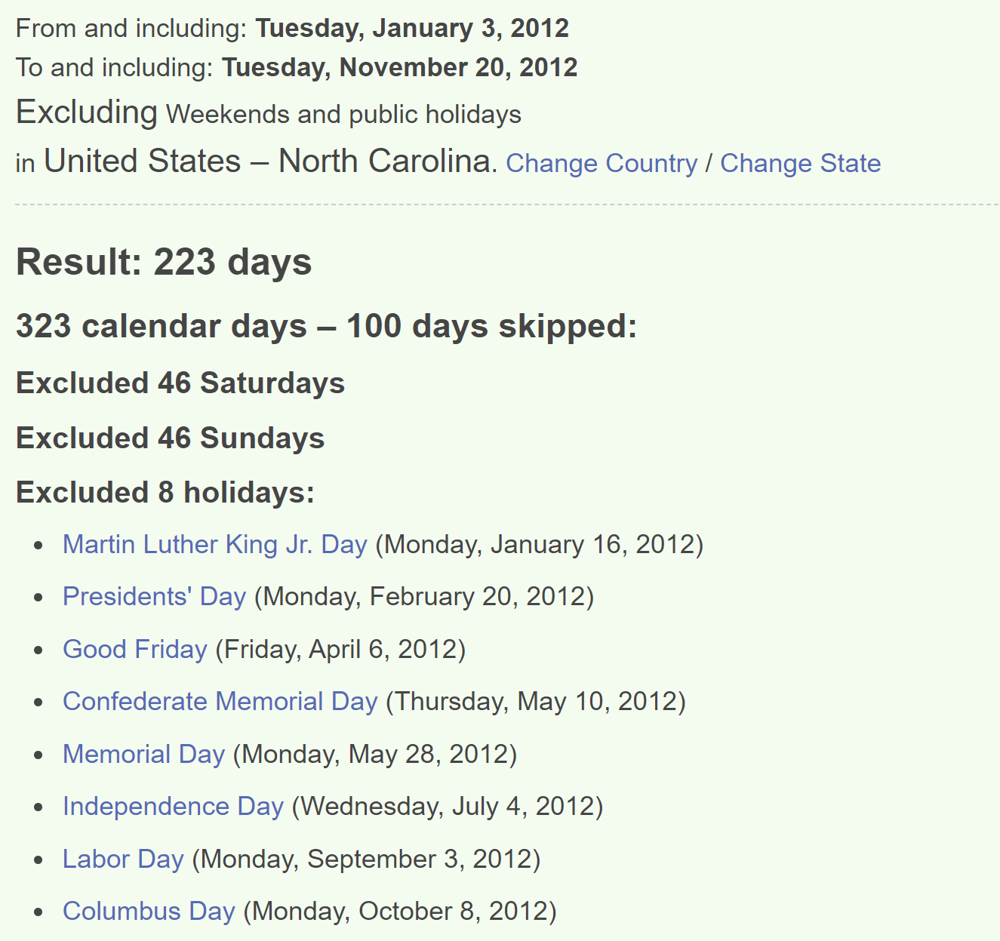 From and including: Tuesday, January 3, 2012
To and including: Tuesday, November 20, 2012
Excluding Weekends and public holidays
in United States – North Carolina. Change Country / Change State
Result: 223 days
323 calendar days – 100 days skipped:
Excluded 46 Saturdays
Excluded 46 Sundays
Excluded 8 holidays:
• Martin Luther King Jr. Day (Monday, January 16, 2012)
• Presidents' Day (Monday, February 20, 2012)
• Good Friday (Friday, April 6, 2012)
• Confederate Memorial Day (Thursday, May 10, 2012)
• Memorial Day (Monday, May 28, 2012)
• Independence Day (Wednesday, July 4, 2012)
• Labor Day (Monday, September 3, 2012)
• Columbus Day (Monday, October 8, 2012)